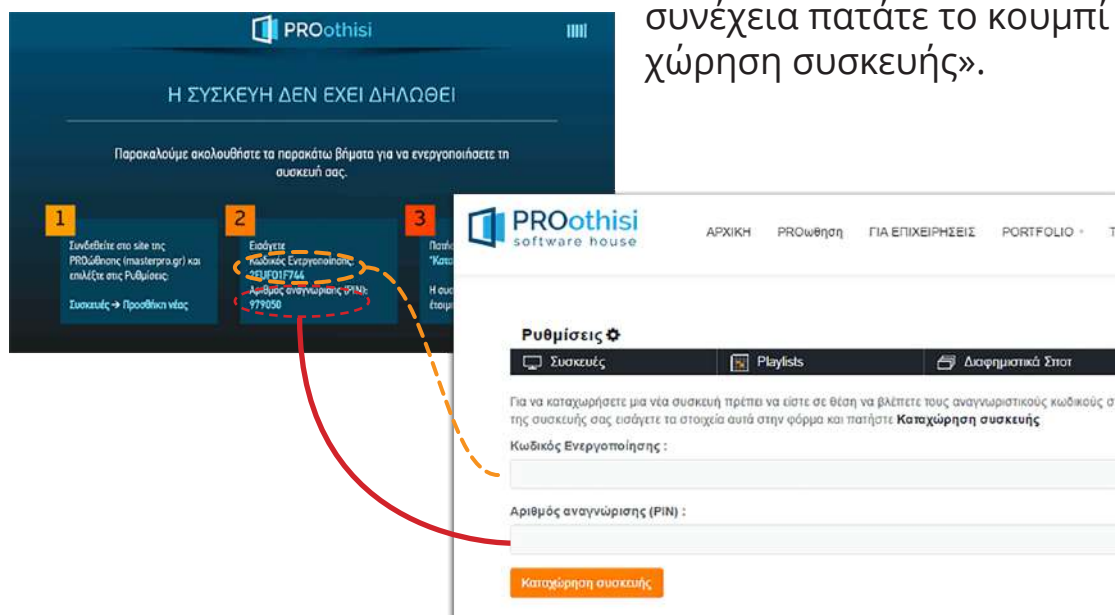 συνέχεια πατάτε το κουμπί
χώρηση συσκευής».
PROothisi
Η ΣΥΣΚΕΥΗ ΔΕΝ ΕΧΕΙ ΔΗΛΩΘΕΙ
Παρακαλούμε ακολουθήστε τα παρακάτω βήματα για να ενεργοποιήσετε τη
συσκευή σας.
1
Συνδεθείτε στο site της
PROώθησης (masterpro.gr) και
επιλέξτε στις Ρυθμίσεις:
Συσκευές → Προσθήκη νέας
2
Εισάγετε
Κωδικός Ενεργοποίησης:
2EUF01F744
Αριθμός αναγνώρισης (PIN):
979050
3
PROothisi
software house
ΑΡΧΙΚΗ PROωθηση ΓΙΑ ΕΠΙΧΕΙΡΗΣΕΙΣ PORTFOLIO
Ρυθμίσεις
Συσκευές Playlists Διαφημιστικά Σποτ
Για να καταχωρήσετε μια νέα συσκευή πρέπει να είστε σε θέση να βλέπετε τους αναγνωριστικούς κωδικούς σ
της συσκευής σας εισάγετε τα στοιχεία αυτά στην φόρμα και πατήστε Καταχώρηση συσκευής
Κωδικός Ενεργοποίησης :
Αριθμός αναγνώρισης (PIN) :
Καταχώρηση συσκευής